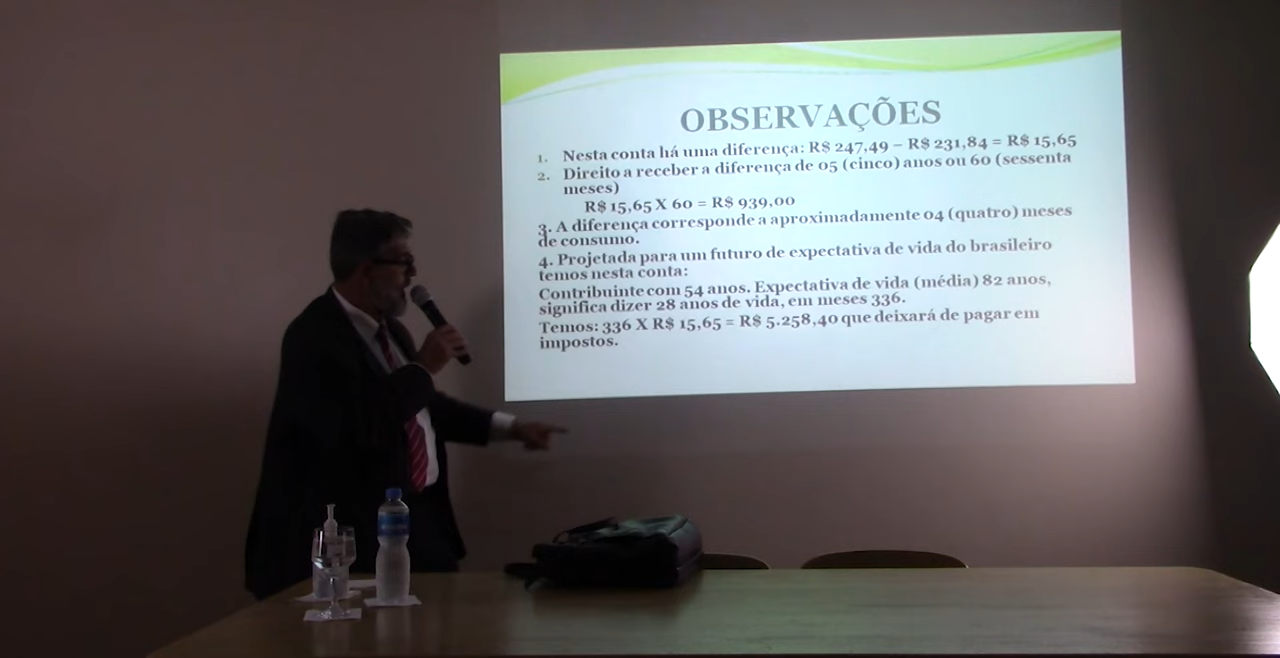 OBSERVAÇÕES
1. Nesta conta há uma diferença: R$ 247,49 – R$ 231,84 = R$ 15,65
2. Direito a receber a diferença de 05 (cinco) anos ou 60 (sessenta
meses)
R$ 15,65 X 60 = R$ 939,00
3. A diferença corresponde a aproximadamente 04 (quatro) meses
de consumo.
4. Projetada para um futuro de expectativa de vida do brasileiro
temos nesta conta:
Contribuinte com 54 anos. Expectativa de vida (média) 82 anos,
significa dizer 28 anos de vida, em meses 336.
Temos: 336 X R$ 15,65 = R$ 5.258,40 que deixará de pagar em
impostos.